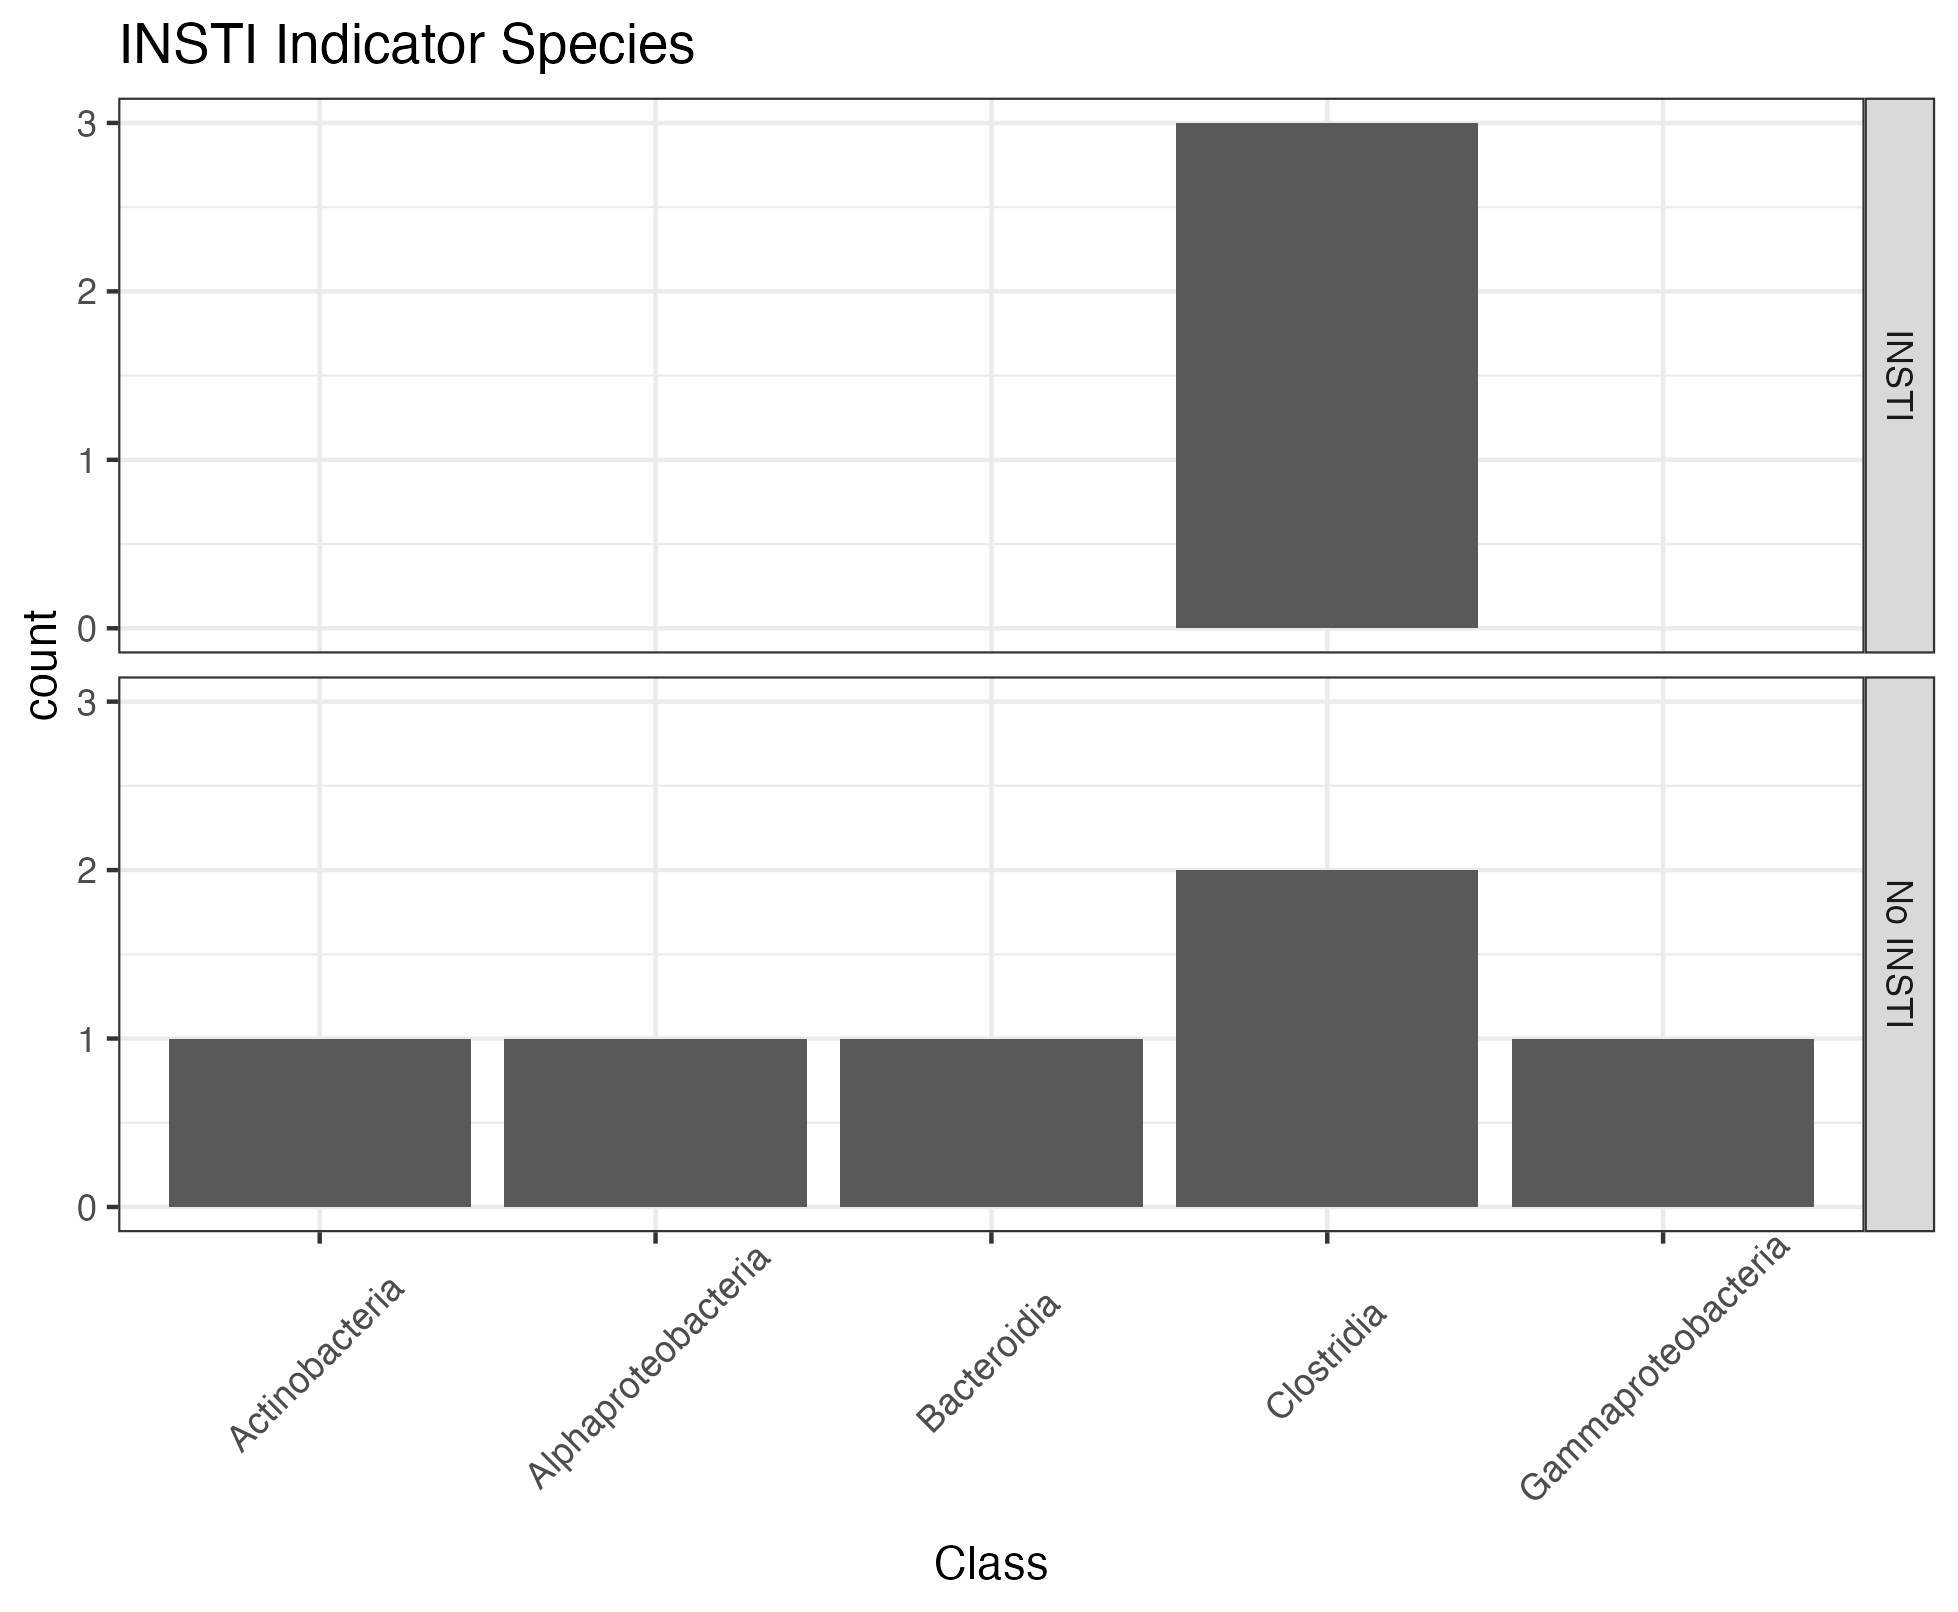 INSTI Indicator Species
count
3
2
1
0
INSTI
3
2
1
0
No INSTI
Actinobacteria
Alphaproteobacteria
Bacteroidia
Clostridia
Gammaproteobacteria
Class